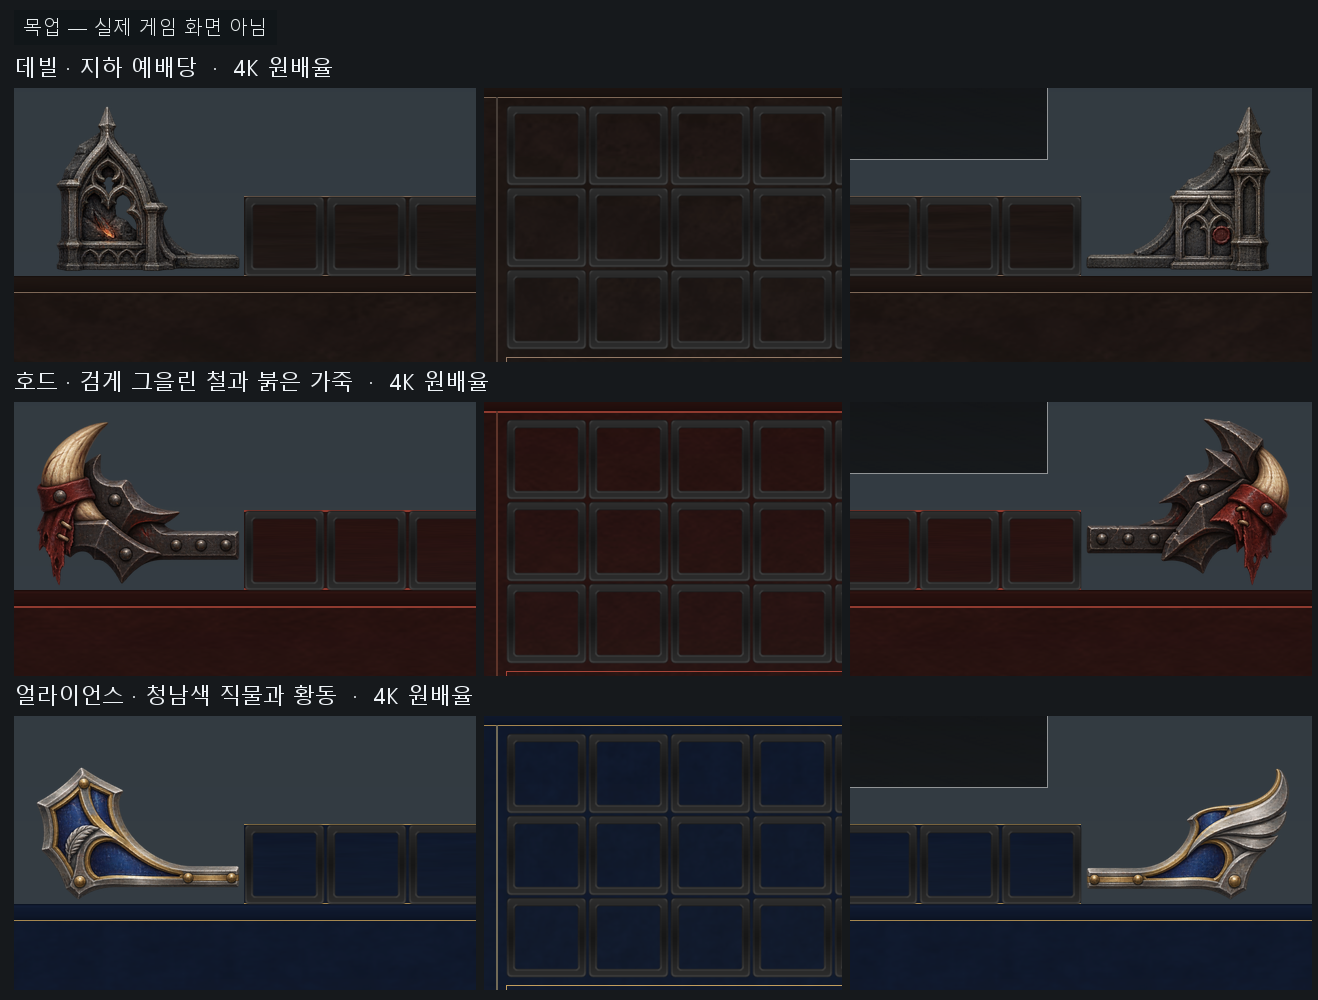 목업 — 실제 게임 화면 아님
데빌 · 지하 예배당 · 4K 원배율
호드 · 검게 그을린 철과 붉은 가죽 · 4K 원배율
얼라이언스 · 청남색 직물과 황동 · 4K 원배율